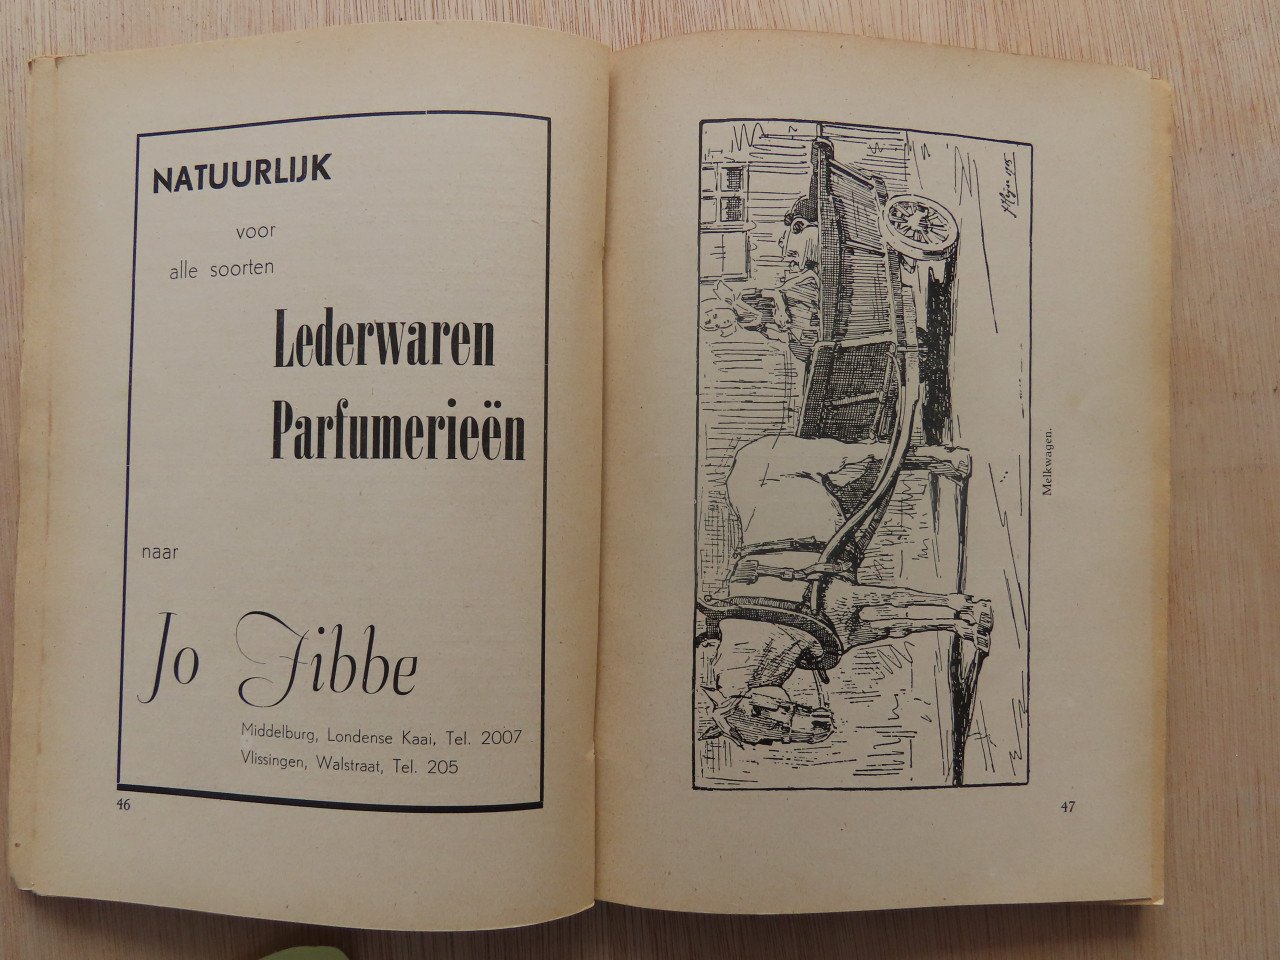 NATUURLIJK
voor
alle soorten
Lederwaren
Parfumerieën
naar
Jo Fibbe
Middelburg, Londense Kaai, Tel. 2007
Vlissingen, Walstraat, Tel. 205
46
Melkwagen.
47